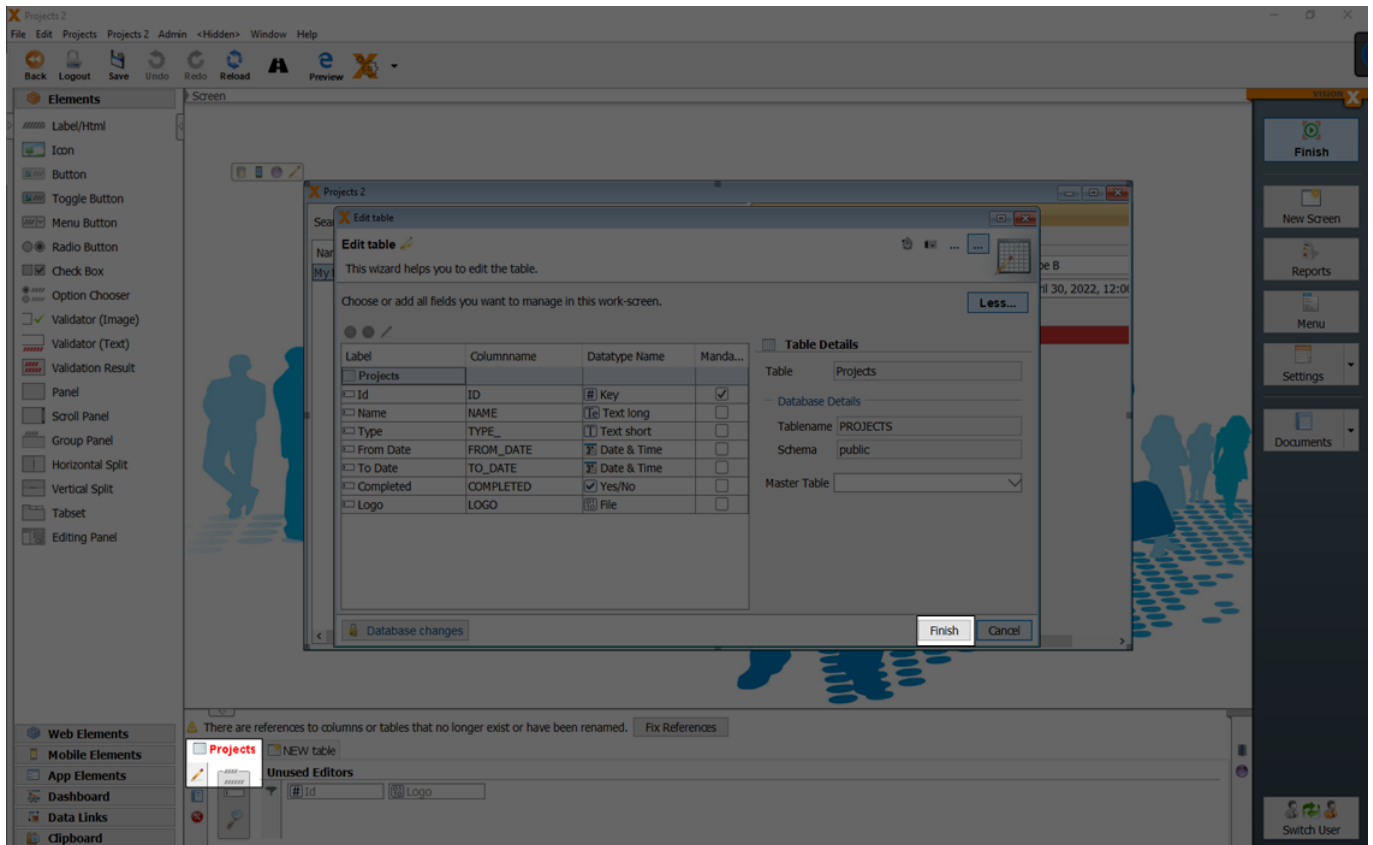 Projects 2
File Edit Projects Projects 2 Admin <Hidden> Window Help
Back Logout Save Undo Redo Reload Preview
Elements
Label/Html
Icon
Button
Toggle Button
Menu Button
Radio Button
Check Box
Option Chooser
Validator (Image)
Validator (Text)
Validation Result
Panel
Scroll Panel
Group Panel
Horizontal Split
Vertical Split
Tabset
Editing Panel
Web Elements
Mobile Elements
App Elements
Dashboard
Data Links
Clipboard
Screen
Projects 2
Edit table
Edit table
This wizard helps you to edit the table.
Choose or add all fields you want to manage in this work-screen.
Less...
Label Columnname Datatype Name Manda...
Projects
Id ID # Key
Name NAME Te Text long
Type TYPE_ T Text short
From Date FROM_DATE Date & Time
To Date TO_DATE Date & Time
Completed COMPLETED Yes/No
Logo LOGO File
Table Details
Table Projects
Database Details
Tablename PROJECTS
Schema public
Master Table
Database changes
Finish Cancel
pe B
ril 30, 2022, 12:00
There are references to columns or tables that no longer exist or have been renamed. Fix References
Projects NEW table
Unused Editors
# Id Logo
VISION X
Finish
New Screen
Reports
Menu
Settings
Documents
Switch User